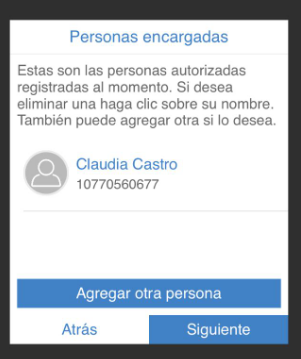 Personas encargadas
Estas son las personas autorizadas
registradas al momento. Si desea
eliminar una haga clic sobre su nombre.
También puede agregar otra si lo desea.
Claudia Castro
10770560677
Agregar otra persona
Atrás
Siguiente